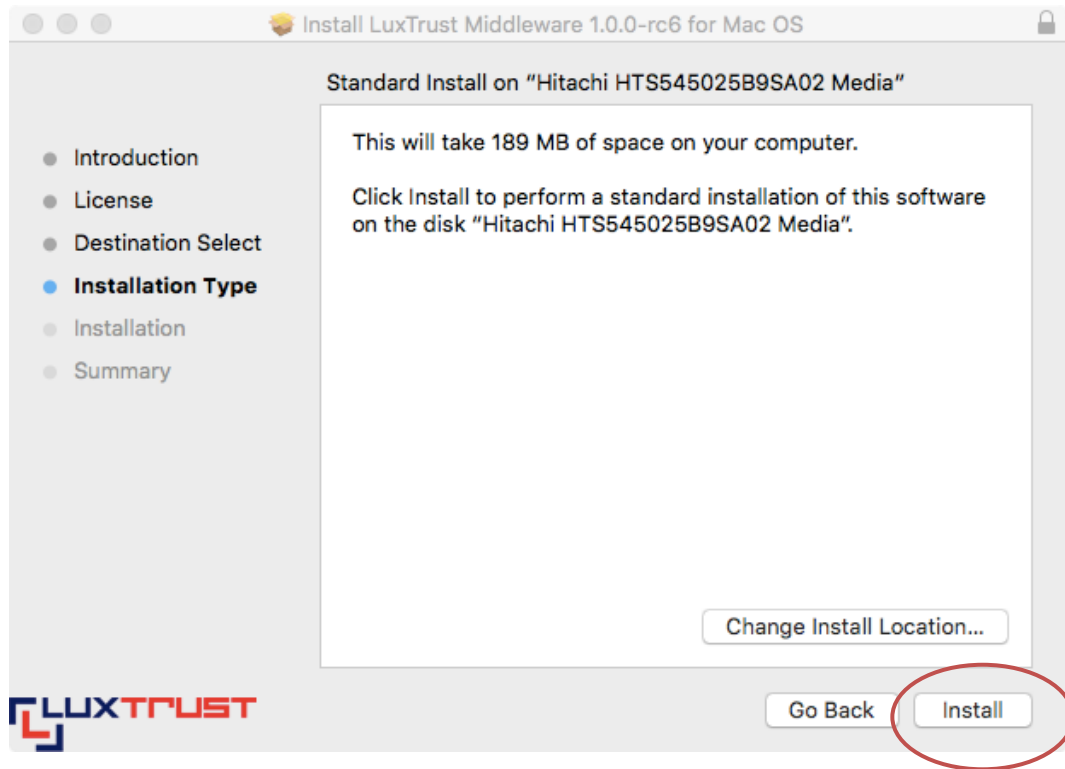 Install LuxTrust Middleware 1.0.0-rc6 for Mac OS
Standard Install on “Hitachi HTS545025B9SA02 Media”
Introduction
License
Destination Select
Installation Type
Installation
Summary
This will take 189 MB of space on your computer.
Click Install to perform a standard installation of this software
on the disk “Hitachi HTS545025B9SA02 Media”.
Change Install Location...
LUXTRUST
Go Back
Install